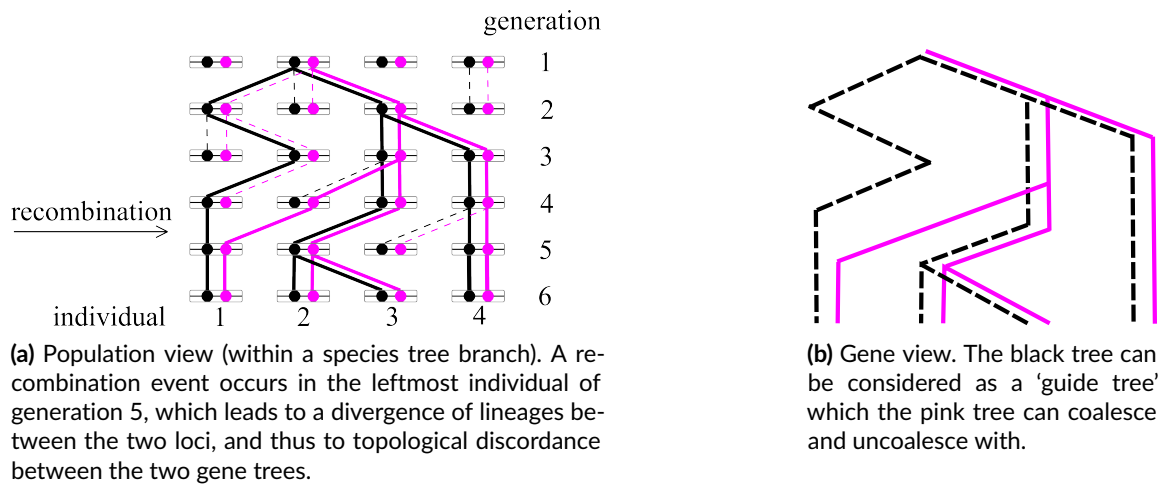 generation
1
2
3
4
recombination
5
6
individual 1 2 3 4
(a) Population view (within a species tree branch). A re-
combination event occurs in the leftmost individual of
generation 5, which leads to a divergence of lineages be-
tween the two loci, and thus to topological discordance
between the two gene trees.
(b) Gene view. The black tree can
be considered as a ‘guide tree’
which the pink tree can coalesce
and uncoalesce with.